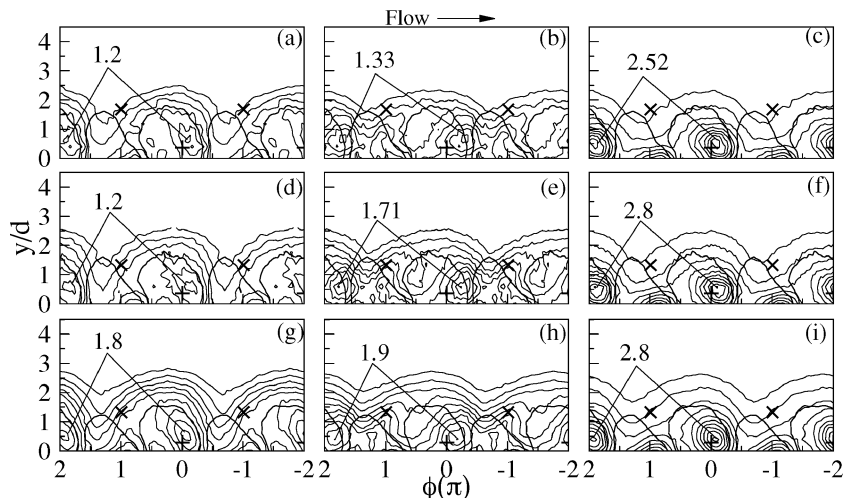 Flow
4
3
2
1
0
1.2
(a)
1.33
(b)
2.52
(c)
y/d
4
3
2
1
0
1.2
(d)
1.71
(e)
2.8
(f)
4
3
2
1
0
1.8
(g)
1.9
(h)
2.8
(i)
2 1 0 -1 2 1 0 -1 2 1 0 -1 -2
ϕ(π)